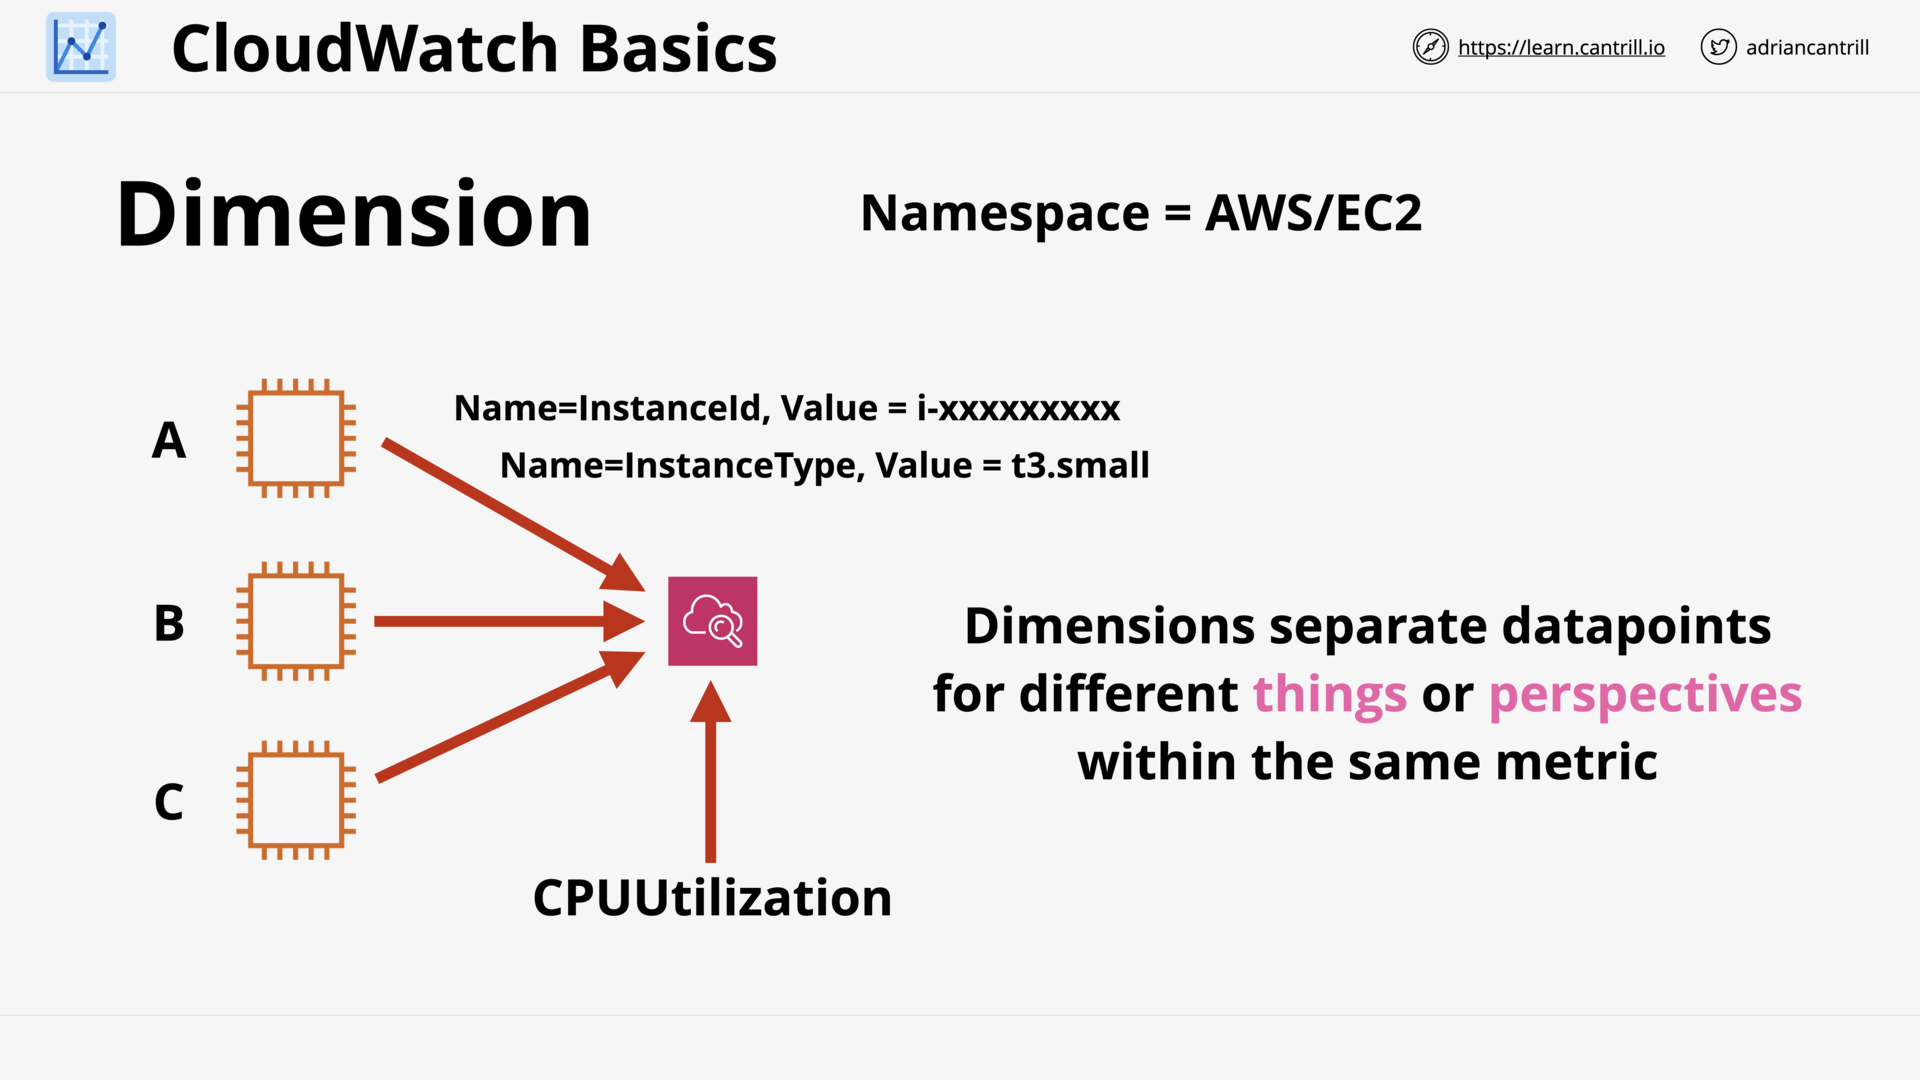 CloudWatch Basics
https://learn.cantrill.io
adriancantrill
Dimension
Namespace = AWS/EC2
Name=InstanceId, Value = i-xxxxxxxxx
Name=InstanceType, Value = t3.small
A
B
C
Dimensions separate datapoints
for different things or perspectives
within the same metric
CPUUtilization